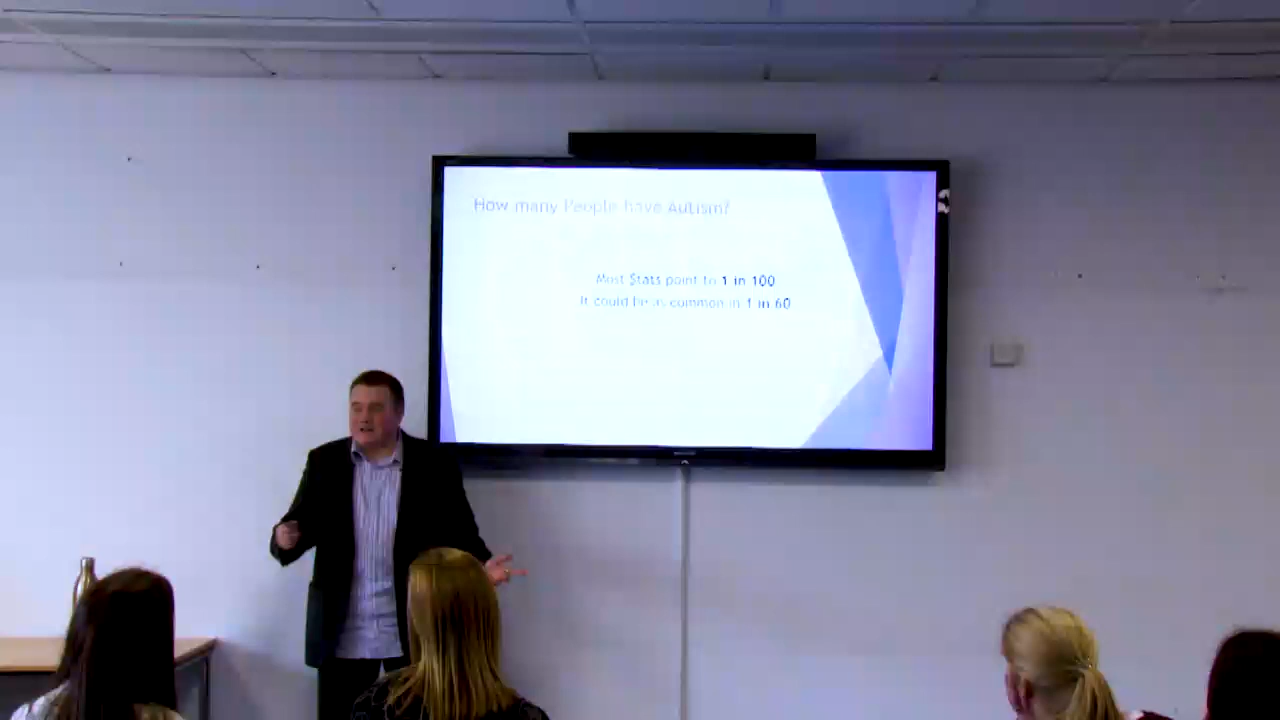 How many People have Autism?
Most Stats point to 1 in 100
It could be as common in 1 in 60